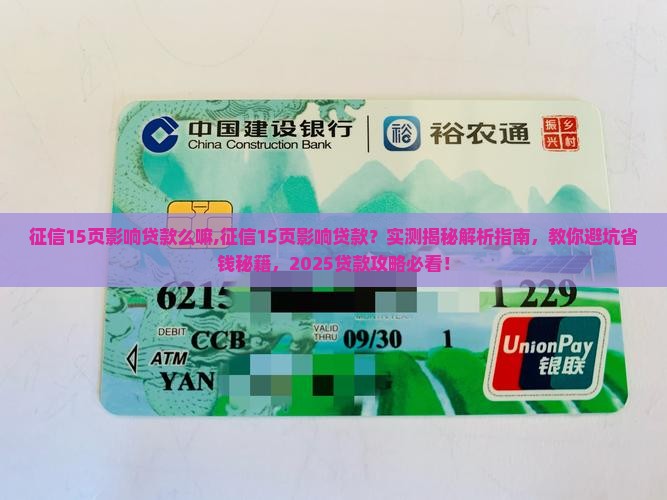 中国建设银行 裕 裕农通 振兴乡村
China Construction Bank
征信15页影响贷款么嘛,征信15页影响贷款？实测揭秘解析指南，教你避坑省
钱秘籍，2025贷款攻略必看！
6215 1 229
MONTH/YEAR
DEBIT CCB VALID THRU 09/30 1
UnionPay
银联
ATM
YAN